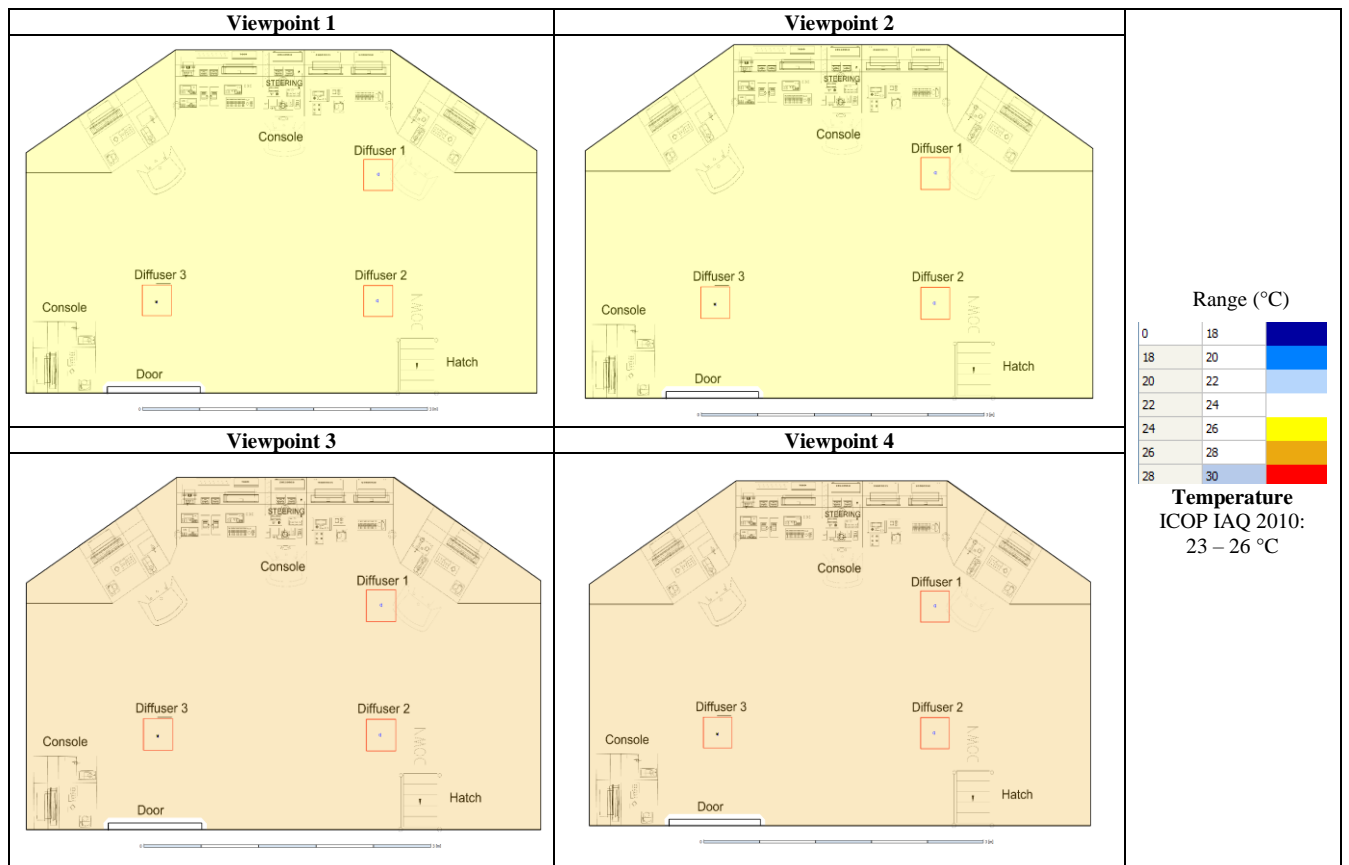 Viewpoint 1
STEERING
Console
Diffuser 1
Diffuser 3
Diffuser 2
Console
Hatch
Door
Viewpoint 2
STEERING
Console
Diffuser 1
Diffuser 3
Diffuser 2
Console
Hatch
Door
Viewpoint 3
STEERING
Console
Diffuser 1
Diffuser 3
Diffuser 2
Console
Hatch
Door
Viewpoint 4
STEERING
Console
Diffuser 1
Diffuser 3
Diffuser 2
Console
Hatch
Door
Range (°C)
0 18
18 20
20 22
22 24
24 26
26 28
28 30
Temperature
ICOP IAQ 2010:
23 – 26 °C